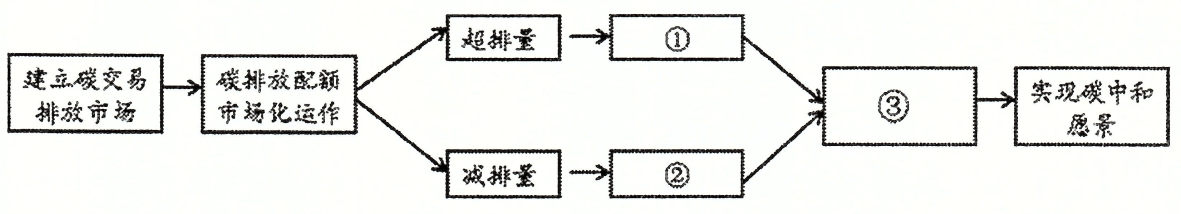 建立碳交易
排放市场
碳排放配额
市场化运作
超排量
①
减排量
②
③
实现碳中和
愿景